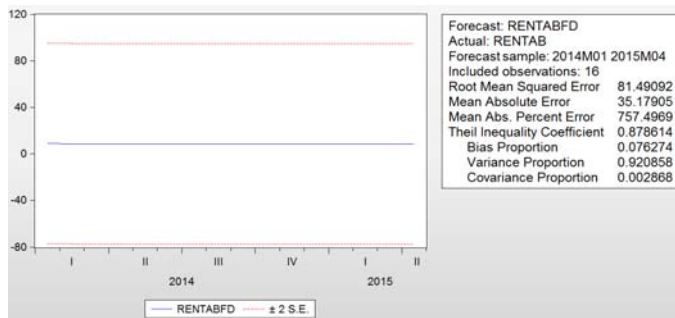 120
80
40
0
-40
-80
I II III IV I II
2014 2015
RENTABFD ± 2 S.E.
Forecast: RENTABFD
Actual: RENTAB
Forecast sample: 2014M01 2015M04
Included observations: 16
Root Mean Squared Error 81.49092
Mean Absolute Error 35.17905
Mean Abs. Percent Error 757.4969
Theil Inequality Coefficient 0.878614
Bias Proportion 0.076274
Variance Proportion 0.920858
Covariance Proportion 0.002868